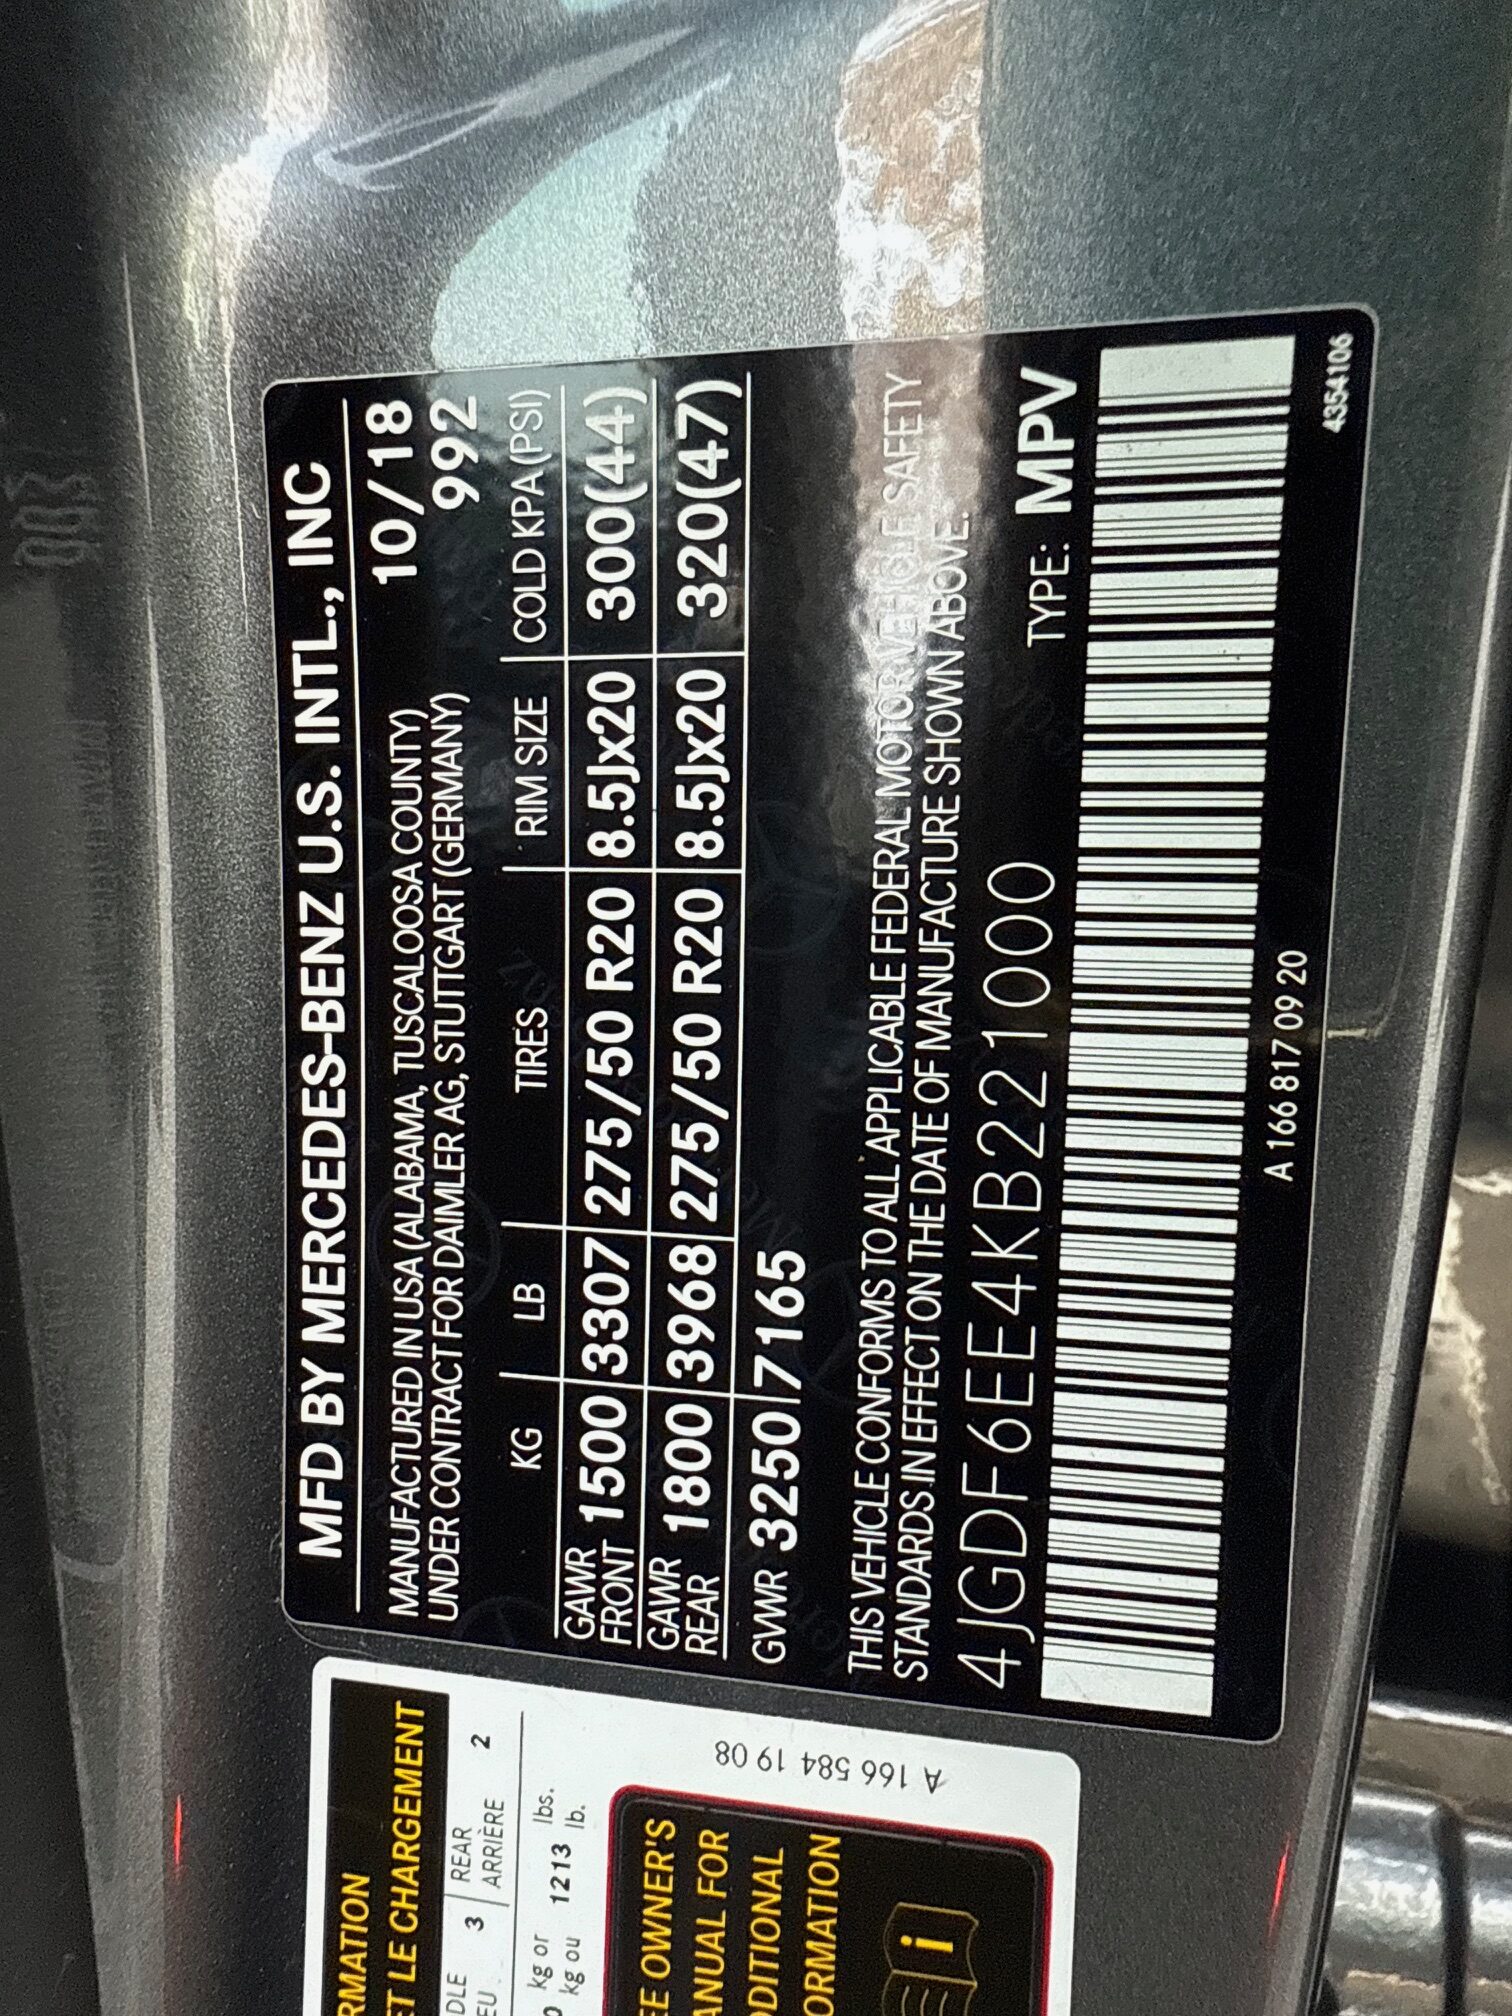 MFD BY MERCEDES-BENZ U.S. INTL., INC
MANUFACTURED IN USA (ALABAMA, TUSCALOOSA COUNTY) 10/18
UNDER CONTRACT FOR DAIMLER AG, STUTTGART (GERMANY) 992
KG LB TIRES RIM SIZE COLD KPA (PSI)
GAWR
FRONT 1500 3307 275/50 R20 8.5Jx20 300(44)
GAWR
REAR 1800 3968 275/50 R20 8.5Jx20 320(47)
GVWR 3250 7165
THIS VEHICLE CONFORMS TO ALL APPLICABLE FEDERAL MOTOR VEHICLE SAFETY
STANDARDS IN EFFECT ON THE DATE OF MANUFACTURE SHOWN ABOVE.
4JGDF6EE4KB221000 TYPE: MPV
A 166 817 09 20
4354106
RMATION
ET LE CHARGEMENT
DLE 3 REAR 2
EU ARRIÈRE
kg or 1213 lbs.
kg ou lb.
A 166 584 19 08
EE OWNER'S
ANUAL FOR
DDITIONAL
ORMATION
i